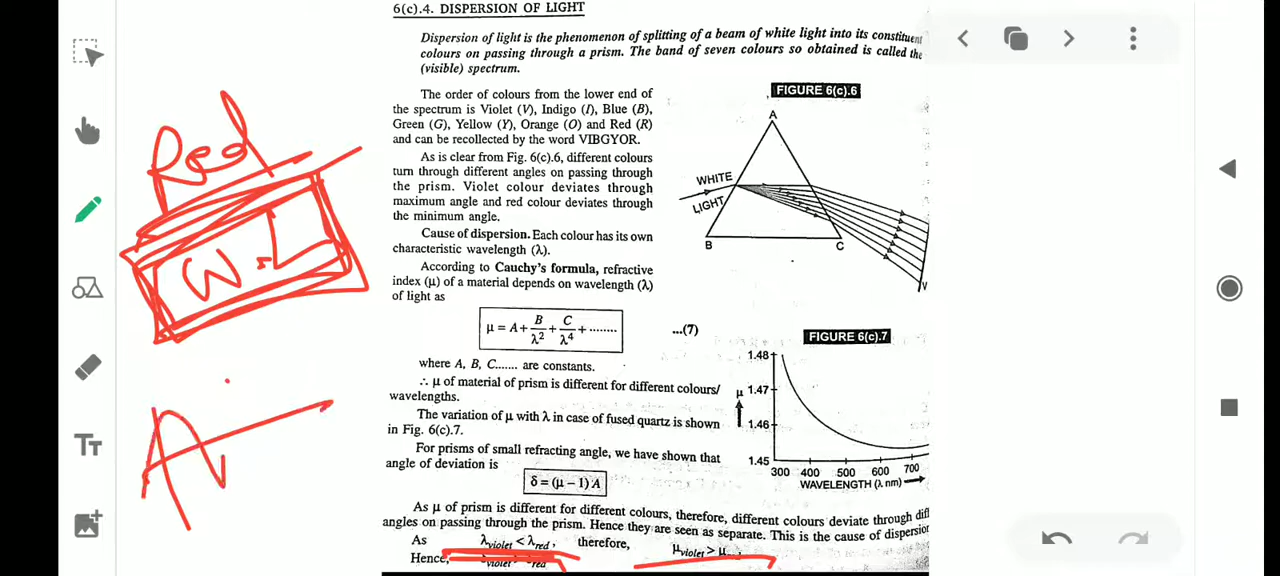 6(c).4. DISPERSION OF LIGHT
Dispersion of light is the phenomenon of splitting of a beam of white light into its constituent
colours on passing through a prism. The band of seven colours so obtained is called the
(visible) spectrum.
The order of colours from the lower end of
the spectrum is Violet (V), Indigo (I), Blue (B),
Green (G), Yellow (Y), Orange (O) and Red (R)
and can be recollected by the word VIBGYOR.
As is clear from Fig. 6(c).6, different colours
turn through different angles on passing through
the prism. Violet colour deviates through
maximum angle and red colour deviates through
the minimum angle.
Cause of dispersion. Each colour has its own
characteristic wavelength (λ).
According to Cauchy's formula, refractive
index (μ) of a material depends on wavelength (λ)
of light as
μ = A + B/λ² + C/λ⁴ + ........ ...(7)
where A, B, C....... are constants.
∴ μ of material of prism is different for different colours/
wavelengths.
The variation of μ with λ in case of fused quartz is shown
in Fig. 6(c).7.
For prisms of small refracting angle, we have shown that
angle of deviation is
δ = (μ – 1) A
As μ of prism is different for different colours, therefore, different colours deviate through
angles on passing through the prism. Hence they are seen as separate. This is the cause of
As λviolet < λred, therefore, μviolet > μ
Hence,
FIGURE 6(c).6
A
WHITE
LIGHT
B
C
V
FIGURE 6(c).7
1.48
1.47
μ
1.46
1.45
300 400 500 600 700
WAVELENGTH (λ nm)
Red
TT